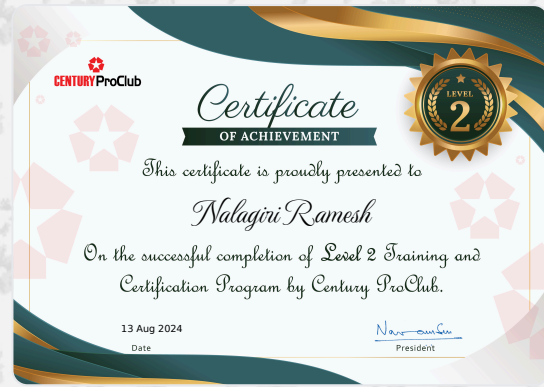 CENTURY ProClub
Certificate
OF ACHIEVEMENT
LEVEL
2
This certificate is proudly presented to
Nalagiri Ramesh
On the successful completion of Level 2 Training and
Certification Program by Century ProClub.
13 Aug 2024
Date
President